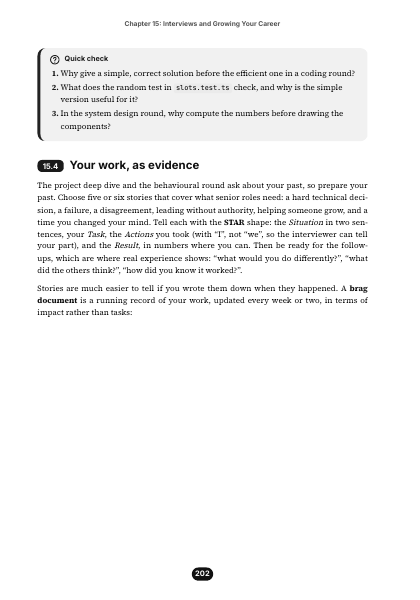 Chapter 15: Interviews and Growing Your Career
Quick check
1. Why give a simple, correct solution before the efficient one in a coding round?
2. What does the random test in slots.test.ts check, and why is the simple
version useful for it?
3. In the system design round, why compute the numbers before drawing the
components?
15.4 Your work, as evidence
The project deep dive and the behavioural round ask about your past, so prepare your
past. Choose five or six stories that cover what senior roles need: a hard technical deci-
sion, a failure, a disagreement, leading without authority, helping someone grow, and a
time you changed your mind. Tell each with the STAR shape: the Situation in two sen-
tences, your Task, the Actions you took (with “I”, not “we”, so the interviewer can tell
your part), and the Result, in numbers where you can. Then be ready for the follow-
ups, which are where real experience shows: “what would you do differently?”, “what
did the others think?”, “how did you know it worked?”.
Stories are much easier to tell if you wrote them down when they happened. A brag
document is a running record of your work, updated every week or two, in terms of
impact rather than tasks:
202